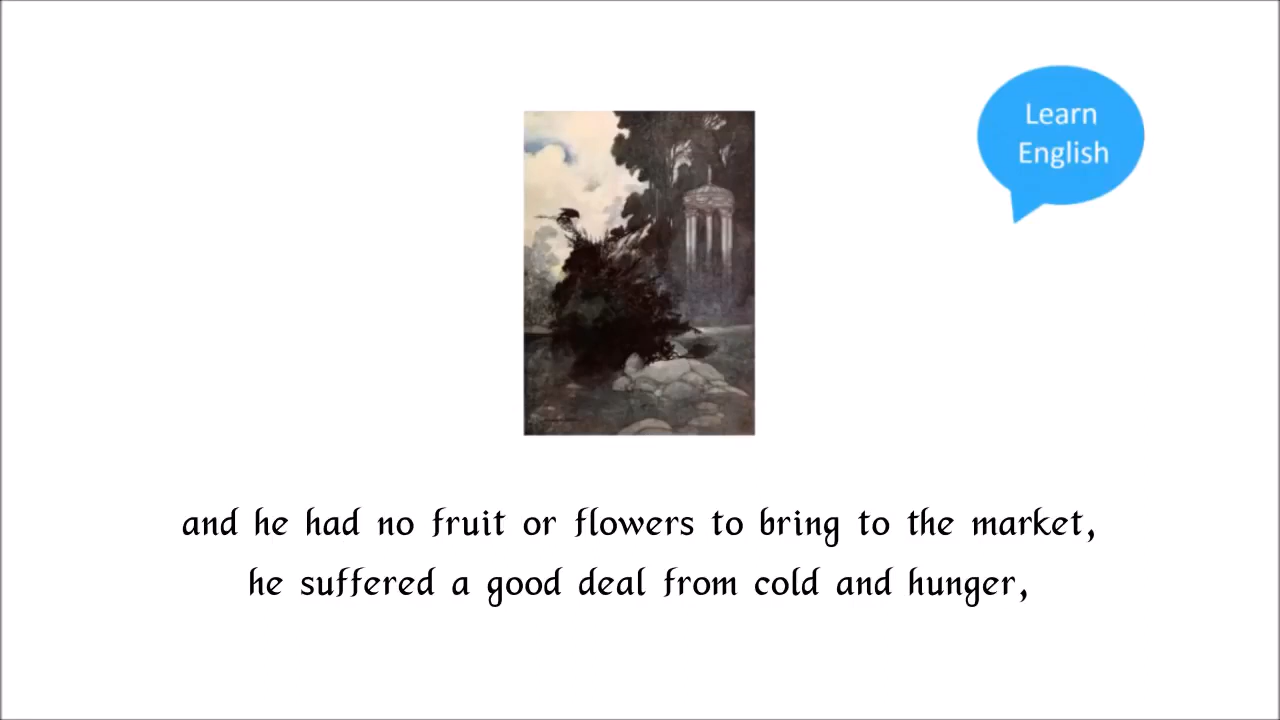 Learn
English
and he had no fruit or flowers to bring to the market,
he suffered a good deal from cold and hunger,